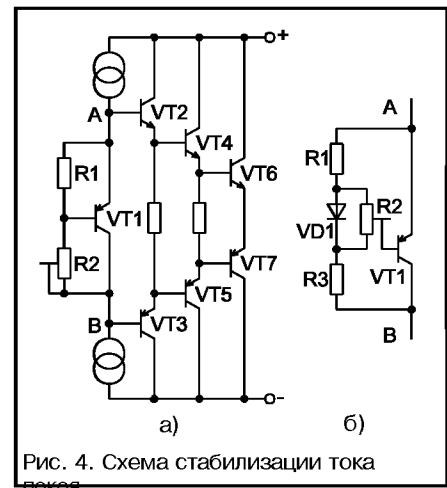 +
A
VT2
VT4
VT6
R1
VT1
R2
VT7
VT5
B
VT3
-
а)
A
R1
R2
VD1
R3
VT1
B
б)
Рис. 4. Схема стабилизации тока